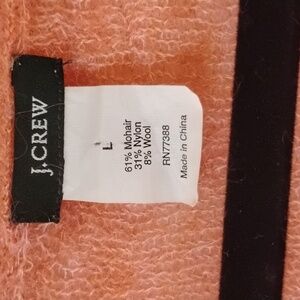 J.CREW
L
61% Mohair
31% Nylon
8% Wool
RN77388
Made in China